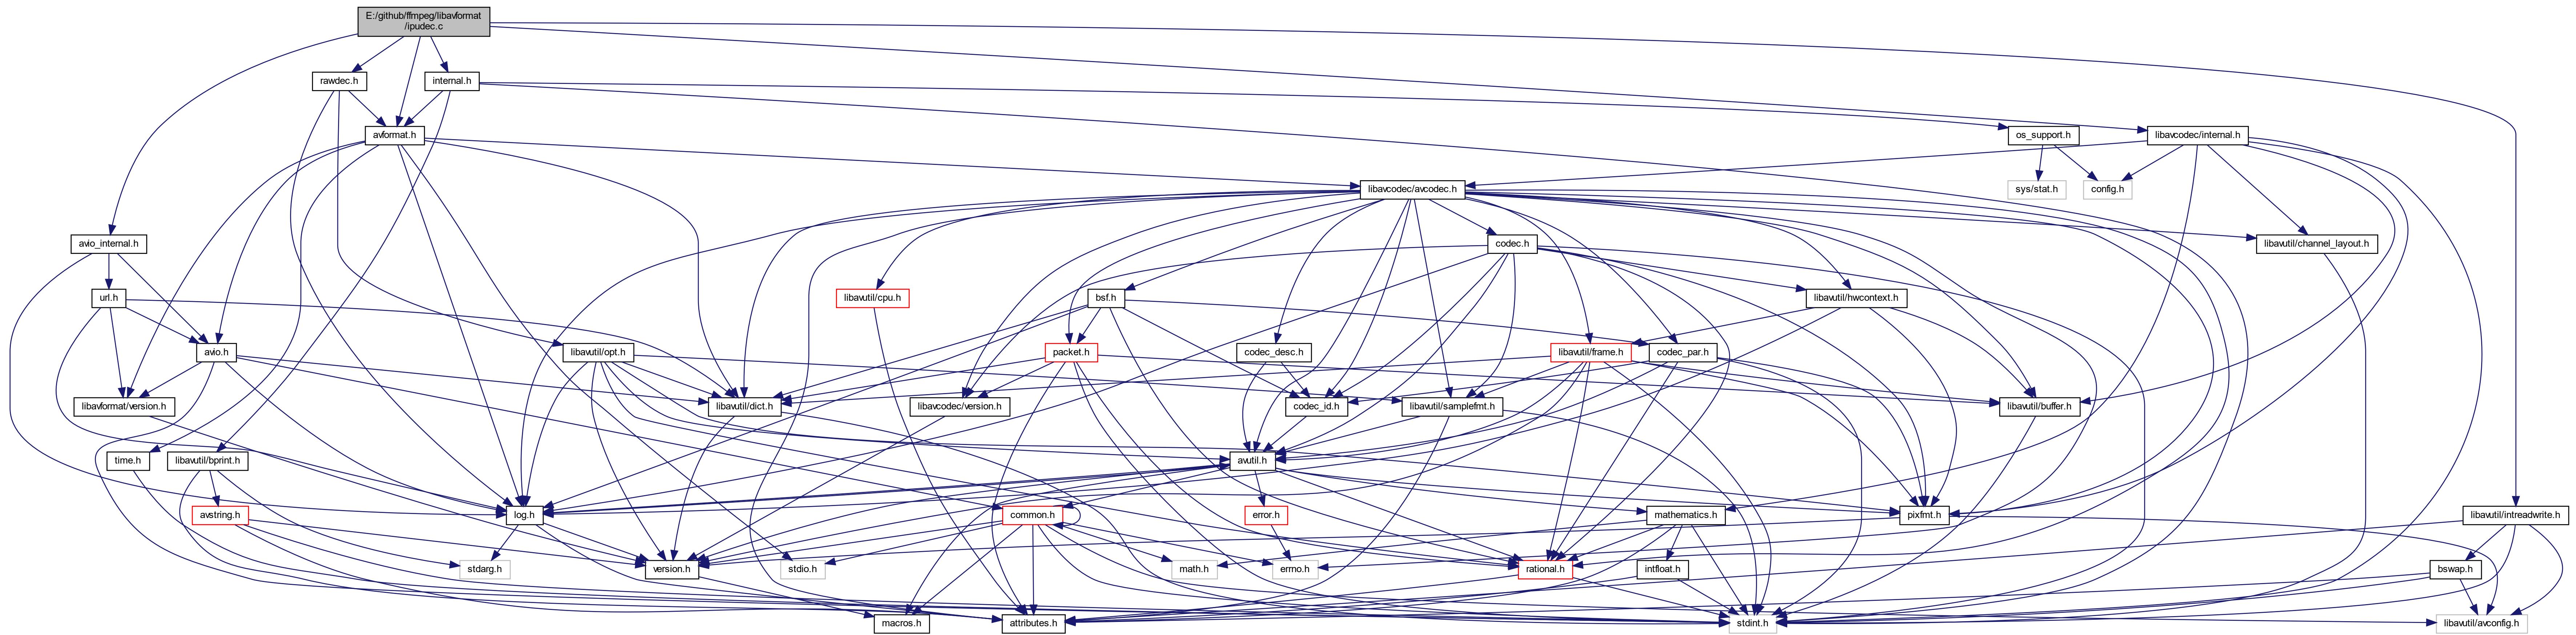 E:/github/ffmpeg/libavformat
/ipudec.c
rawdec.h
internal.h
avformat.h
os_support.h
libavcodec/internal.h
libavcodec/avcodec.h
sys/stat.h
config.h
avio_internal.h
codec.h
libavutil/channel_layout.h
url.h
libavutil/cpu.h
bsf.h
libavutil/hwcontext.h
avio.h
libavutil/opt.h
packet.h
codec_desc.h
libavutil/frame.h
codec_par.h
libavformat/version.h
libavutil/dict.h
libavcodec/version.h
codec_id.h
libavutil/samplefmt.h
libavutil/buffer.h
time.h
libavutil/bprint.h
avutil.h
avstring.h
log.h
common.h
error.h
mathematics.h
pixfmt.h
libavutil/intreadwrite.h
stdarg.h
version.h
stdio.h
math.h
errno.h
rational.h
intfloat.h
bswap.h
macros.h
attributes.h
stdint.h
libavutil/avconfig.h